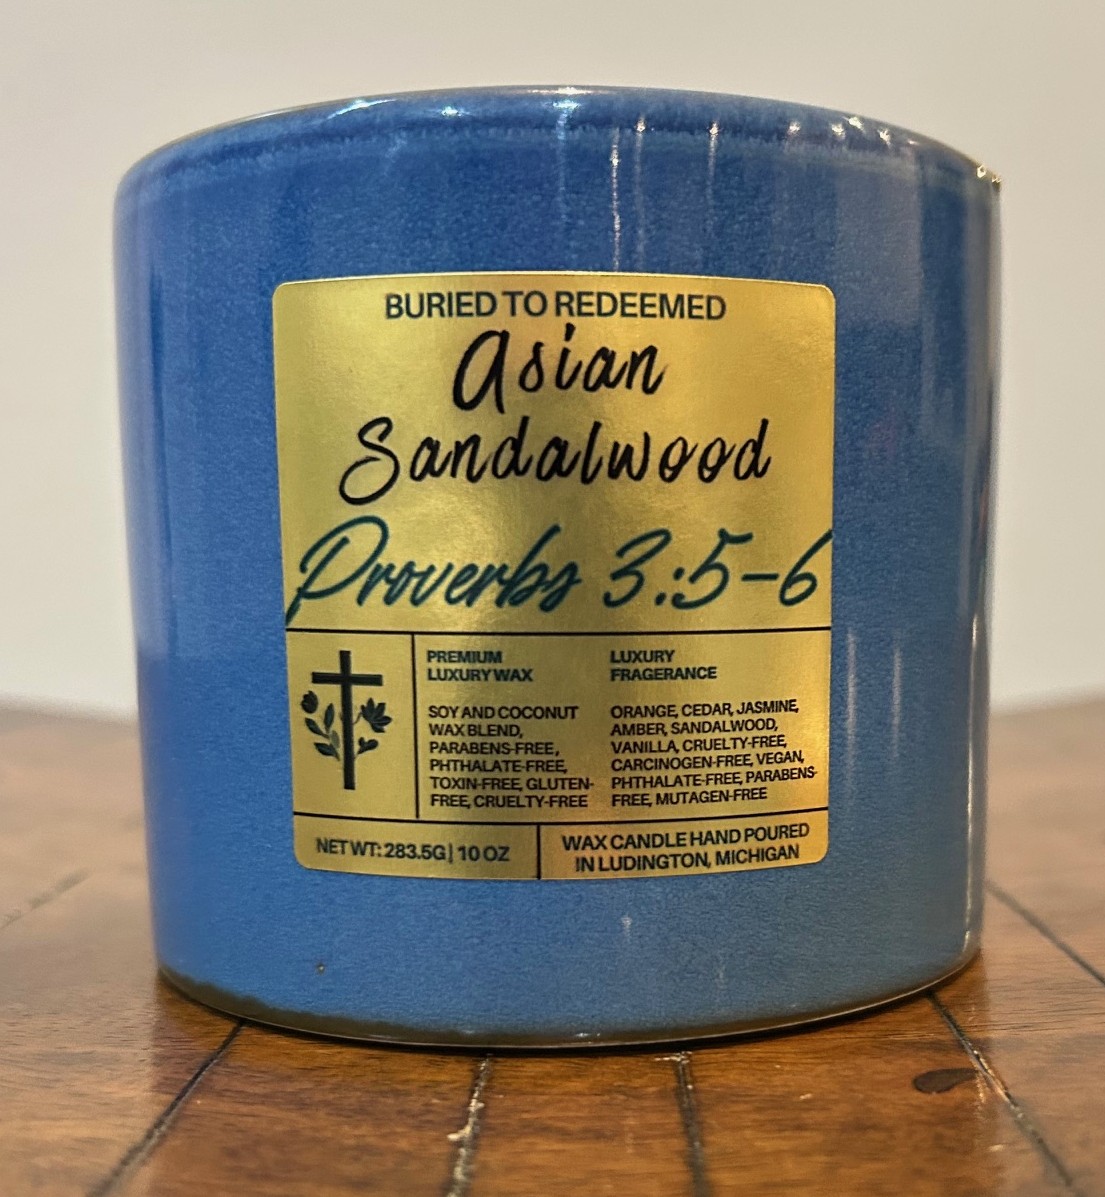 BURIED TO REDEEMED
Asian
Sandalwood
Proverbs 3:5-6
PREMIUM
LUXURY WAX
SOY AND COCONUT
WAX BLEND,
PARABENS-FREE,
PHTHALATE-FREE,
TOXIN-FREE, GLUTEN-
FREE, CRUELTY-FREE
LUXURY
FRAGERANCE
ORANGE, CEDAR, JASMINE,
AMBER, SANDALWOOD,
VANILLA, CRUELTY-FREE,
CARCINOGEN-FREE, VEGAN,
PHTHALATE-FREE, PARABENS-
FREE, MUTAGEN-FREE
NET WT: 283.5G| 10 OZ
WAX CANDLE HAND POURED
IN LUDINGTON, MICHIGAN